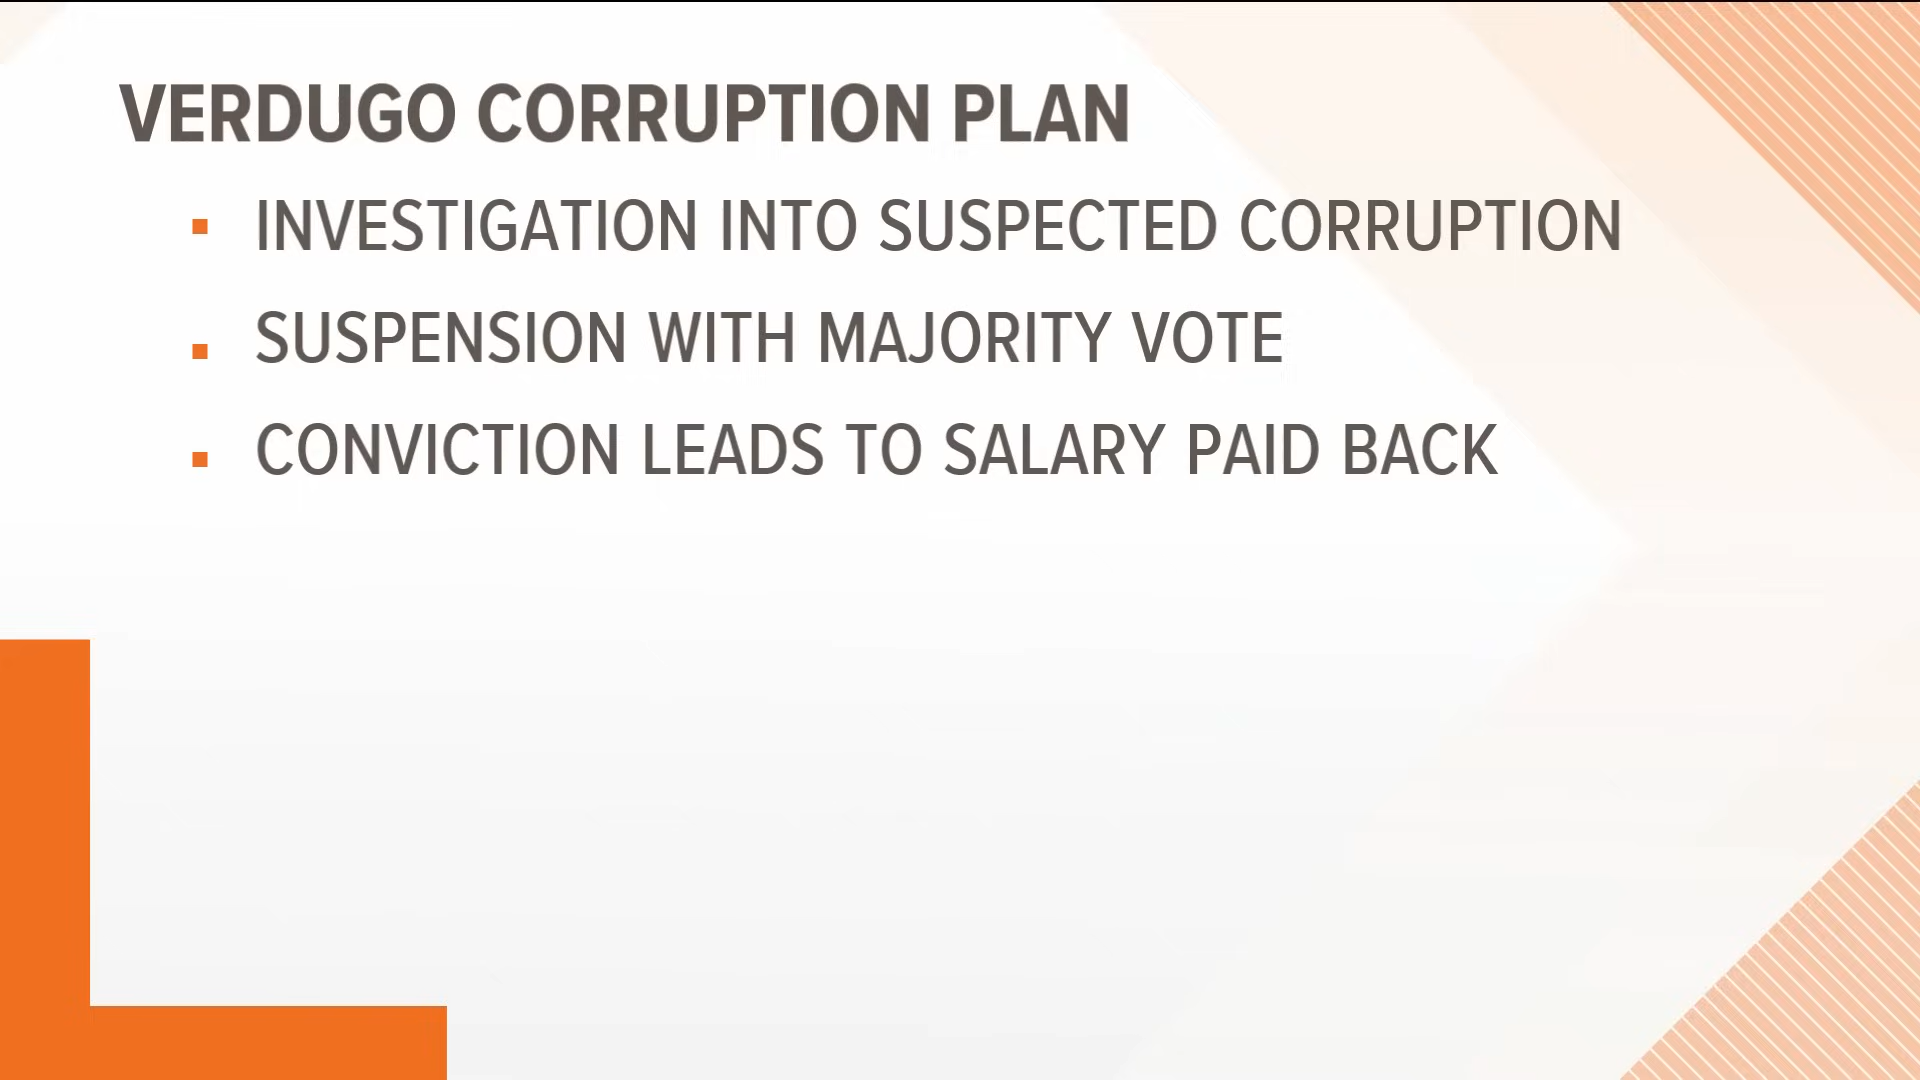 VERDUGO CORRUPTION PLAN
INVESTIGATION INTO SUSPECTED CORRUPTION
SUSPENSION WITH MAJORITY VOTE
CONVICTION LEADS TO SALARY PAID BACK